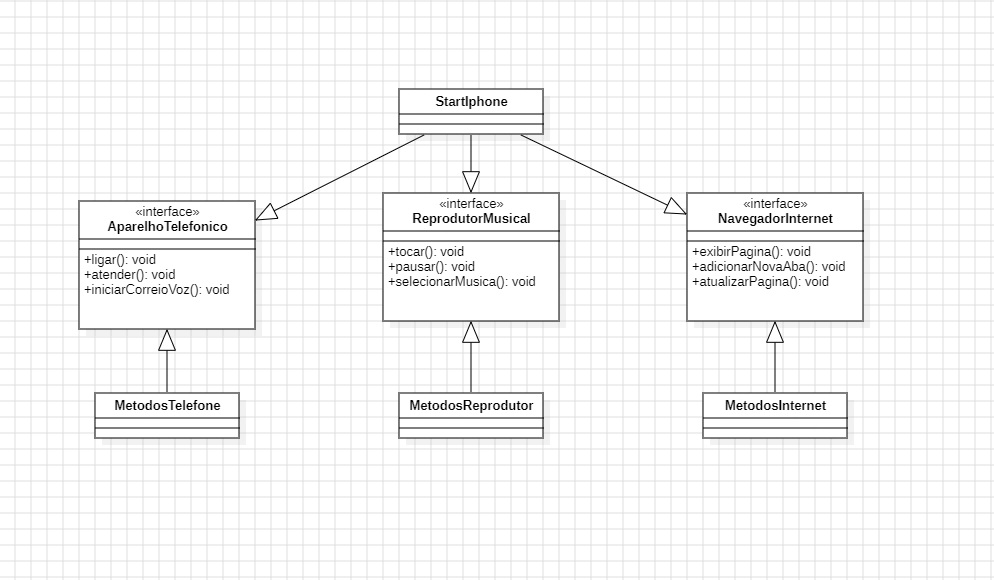 StartIphone
«interface»
AparelhoTelefonico
+ligar(): void
+atender(): void
+iniciarCorreioVoz(): void
«interface»
ReprodutorMusical
+tocar(): void
+pausar(): void
+selecionarMusica(): void
«interface»
NavegadorInternet
+exibirPagina(): void
+adicionarNovaAba(): void
+atualizarPagina(): void
MetodosTelefone
MetodosReprodutor
MetodosInternet